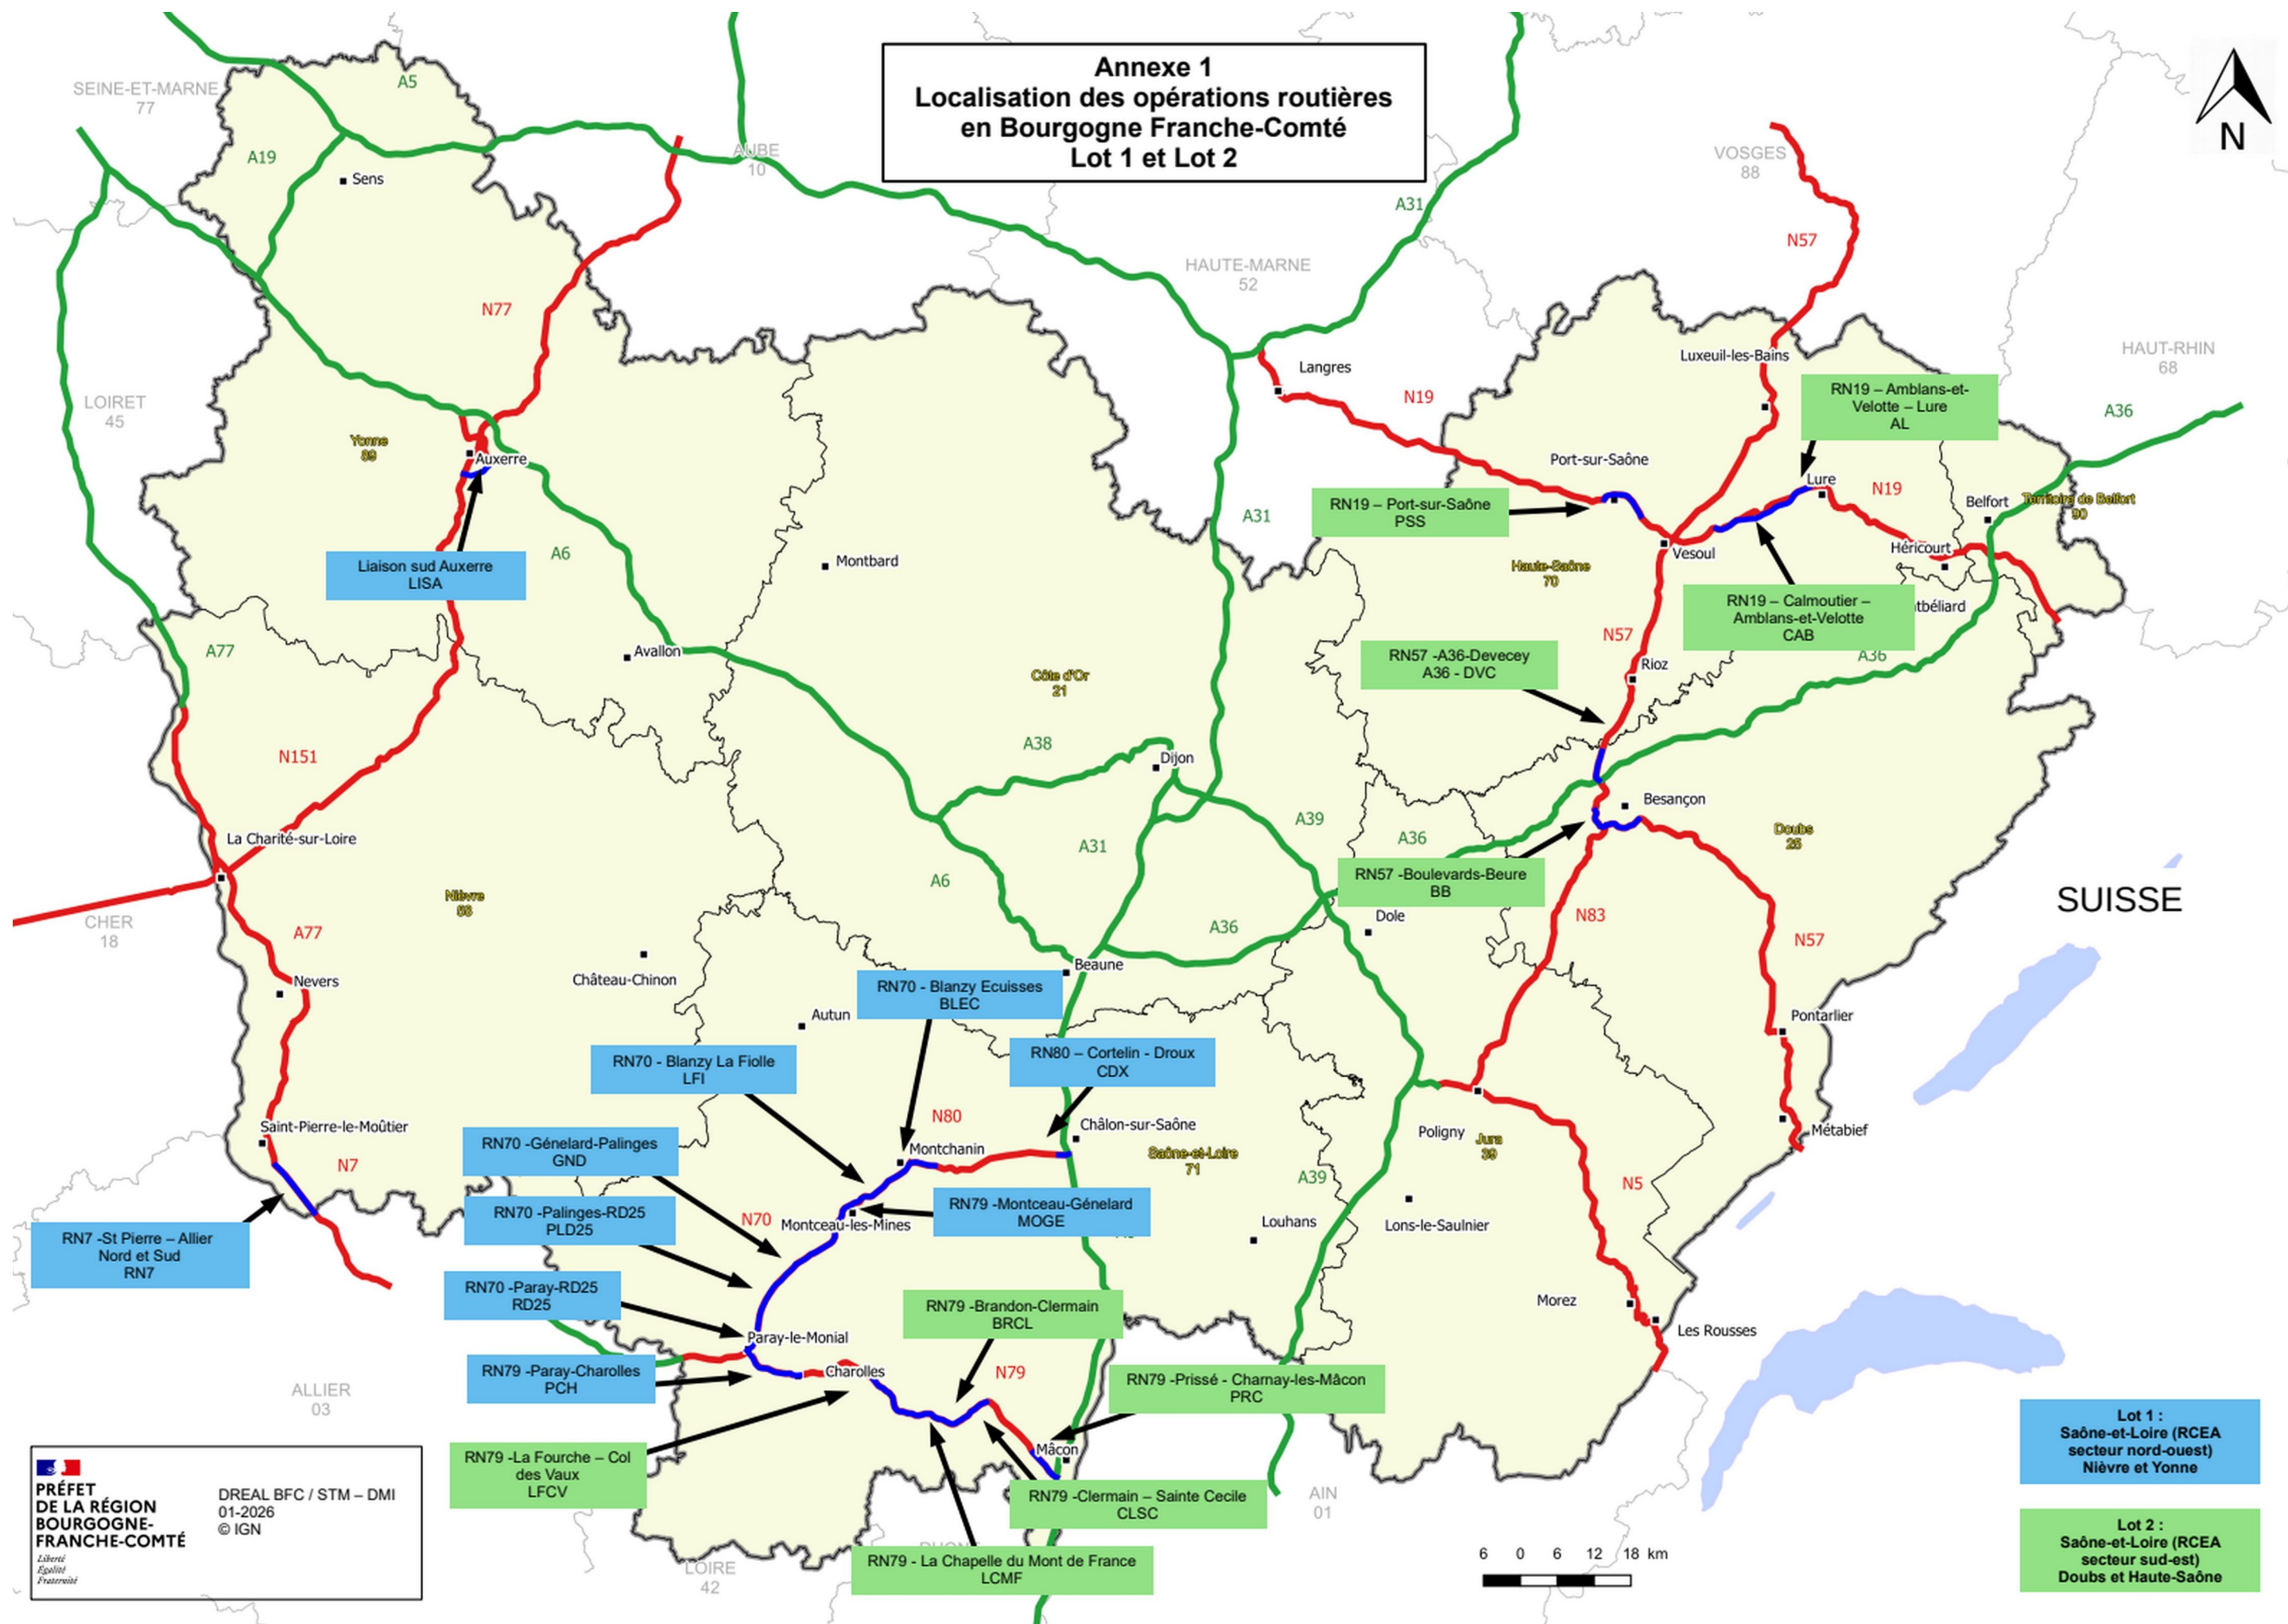 Annexe 1
Localisation des opérations routières
en Bourgogne Franche-Comté
Lot 1 et Lot 2
N
SEINE-ET-MARNE
77
A5
A19
Sens
AUBE
10
A31
VOSGES
88
N57
HAUTE-MARNE
52
N77
Langres
Luxeuil-les-Bains
HAUT-RHIN
68
LOIRET
45
N19
RN19 – Amblans-et-
Velotte – Lure
AL
A36
Yonne
89
Auxerre
Port-sur-Saône
Lure
N19
Belfort
Territoire de Belfort
90
RN19 – Port-sur-Saône
PSS
A31
Vesoul
Héricourt
A6
Montbard
Haute-Saône
70
Liaison sud Auxerre
LISA
RN19 – Calmoutier –
Amblans-et-Velotte
CAB
tbéliard
N57
A77
Avallon
RN57 -A36-Devecey
A36 - DVC
A36
Rioz
Côte d'Or
21
N151
A38
Dijon
Besançon
La Charité-sur-Loire
A39
A36
Doubs
25
A31
A6
RN57 -Boulevards-Beure
BB
SUISSE
Nièvre
58
CHER
18
A77
A36
Dole
N83
N57
Château-Chinon
Nevers
Beaune
RN70 - Blanzy Ecuisses
BLEC
Autun
Pontarlier
RN70 - Blanzy La Fiolle
LFI
RN80 – Cortelin - Droux
CDX
N80
Saint-Pierre-le-Moûtier
Châlon-sur-Saône
Poligny
Jura
39
Métabief
RN70 -Génelard-Palinges
GND
Montchanin
Saône-et-Loire
71
N7
A39
N5
RN70 -Palinges-RD25
PLD25
N70
Montceau-les-Mines
RN79 -Montceau-Génelard
MOGE
Louhans
Lons-le-Saulnier
RN7 -St Pierre – Allier
Nord et Sud
RN7
RN70 -Paray-RD25
RD25
RN79 -Brandon-Clermain
BRCL
Morez
Les Rousses
Paray-le-Monial
RN79 -Paray-Charolles
PCH
Charolles
N79
RN79 -Prissé - Charnay-les-Mâcon
PRC
ALLIER
03
Mâcon
RN79 -La Fourche – Col
des Vaux
LFCV
RN79 -Clermain – Sainte Cecile
CLSC
AIN
01
RN79 - La Chapelle du Mont de France
LCMF
LOIRE
42
Lot 1 :
Saône-et-Loire (RCEA
secteur nord-ouest)
Nièvre et Yonne
Lot 2 :
Saône-et-Loire (RCEA
secteur sud-est)
Doubs et Haute-Saône
6 0 6 12 18 km
PRÉFET
DE LA RÉGION
BOURGOGNE-
FRANCHE-COMTÉ
Liberté
Égalité
Fraternité
DREAL BFC / STM – DMI
01-2026
© IGN